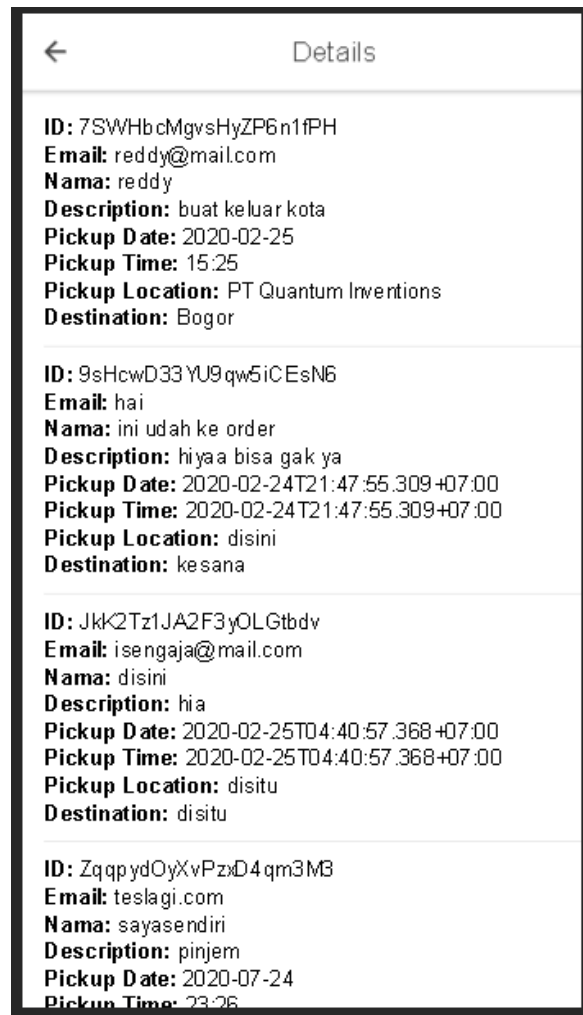 Details
ID: 7SWHbcMgvsHyZP6n1fPH
Email: reddy@mail.com
Nama: reddy
Description: buat keluar kota
Pickup Date: 2020-02-25
Pickup Time: 15:25
Pickup Location: PT Quantum Inventions
Destination: Bogor
ID: 9sHcwD33YU9qw5iCEsN6
Email: hai
Nama: ini udah ke order
Description: hiyaa bisa gak ya
Pickup Date: 2020-02-24T21:47:55.309+07:00
Pickup Time: 2020-02-24T21:47:55.309+07:00
Pickup Location: disini
Destination: kesana
ID: JkK2Tz1JA2F3yOLGtbdv
Email: isengaja@mail.com
Nama: disini
Description: hia
Pickup Date: 2020-02-25T04:40:57.368+07:00
Pickup Time: 2020-02-25T04:40:57.368+07:00
Pickup Location: disitu
Destination: disitu
ID: ZqqpydOyXvPzxD4qm3M3
Email: teslagi.com
Nama: sayasendiri
Description: pinjem
Pickup Date: 2020-07-24
Pickup Time: 23:26